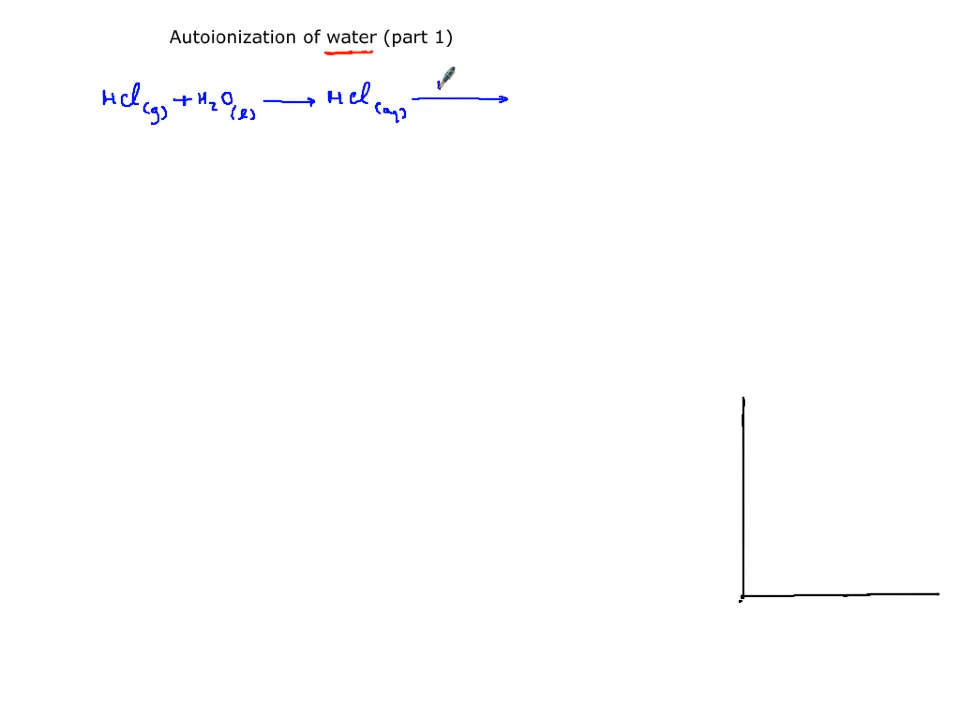 Autoionization of water (part 1)
HCl(g) + H2O(l) → HCl(aq) →